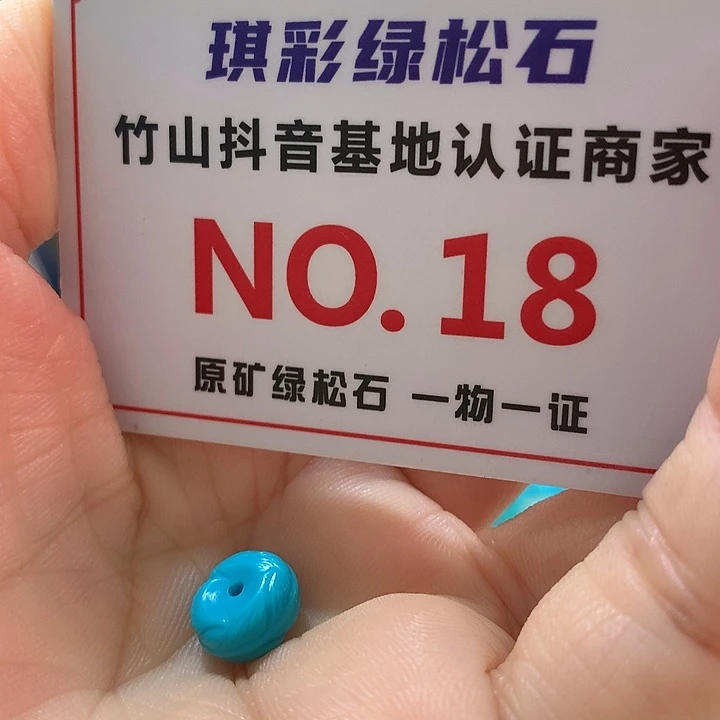 琪彩绿松石
竹山抖音基地认证商家
NO.18
原矿绿松石 一物一证